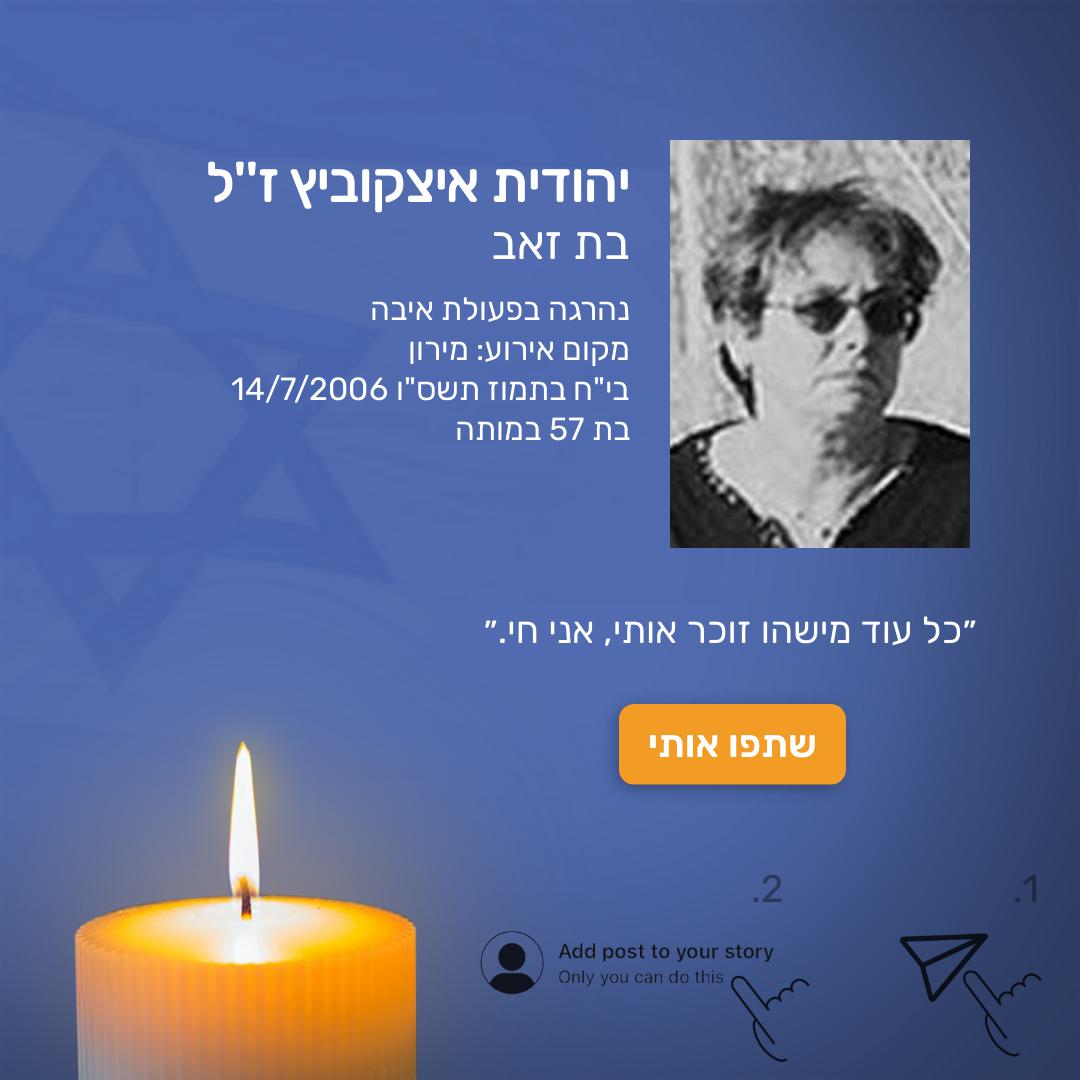 יהודית איצקוביץ ז"ל
בת זאב
נהרגה בפעולת איבה
מקום אירוע: מירון
בי"ח בתמוז תשס"ו 14/7/2006
בת 57 במותה
״כל עוד מישהו זוכר אותי, אני חי.״
שתפו אותי
1.
2.
Add post to your story
Only you can do this